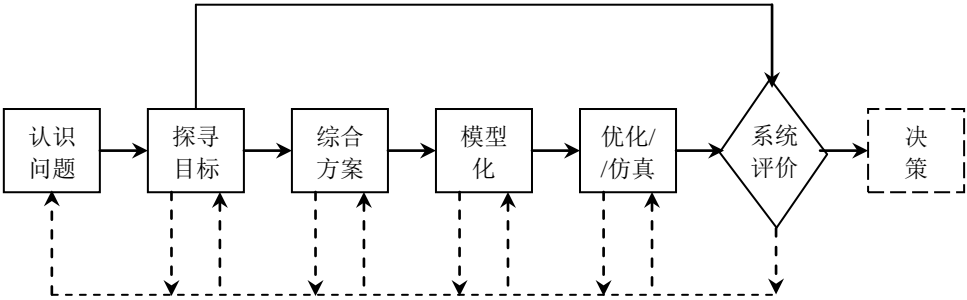 认识
问题
探寻
目标
综合
方案
模型
化
优化/
/仿真
系统
评价
决
策